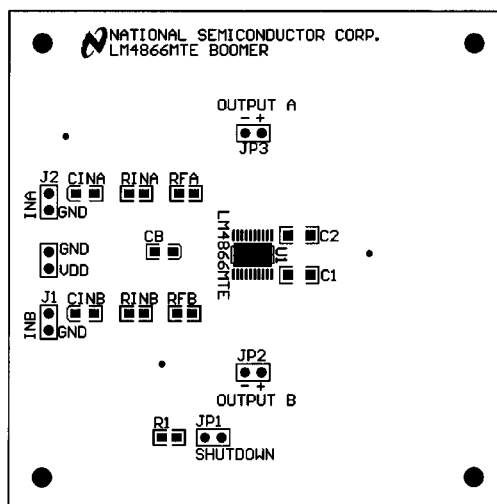 NATIONAL SEMICONDUCTOR CORP.
LM4866MTE BOOMER
OUTPUT A
- +
JP3
J2
CINA
RINA
RFA
INA
GND
GND
VDD
CB
LM4866MTE
U1
C2
C1
J1
CINB
RINB
RFB
INB
GND
JP2
- +
OUTPUT B
R1
JP1
SHUTDOWN